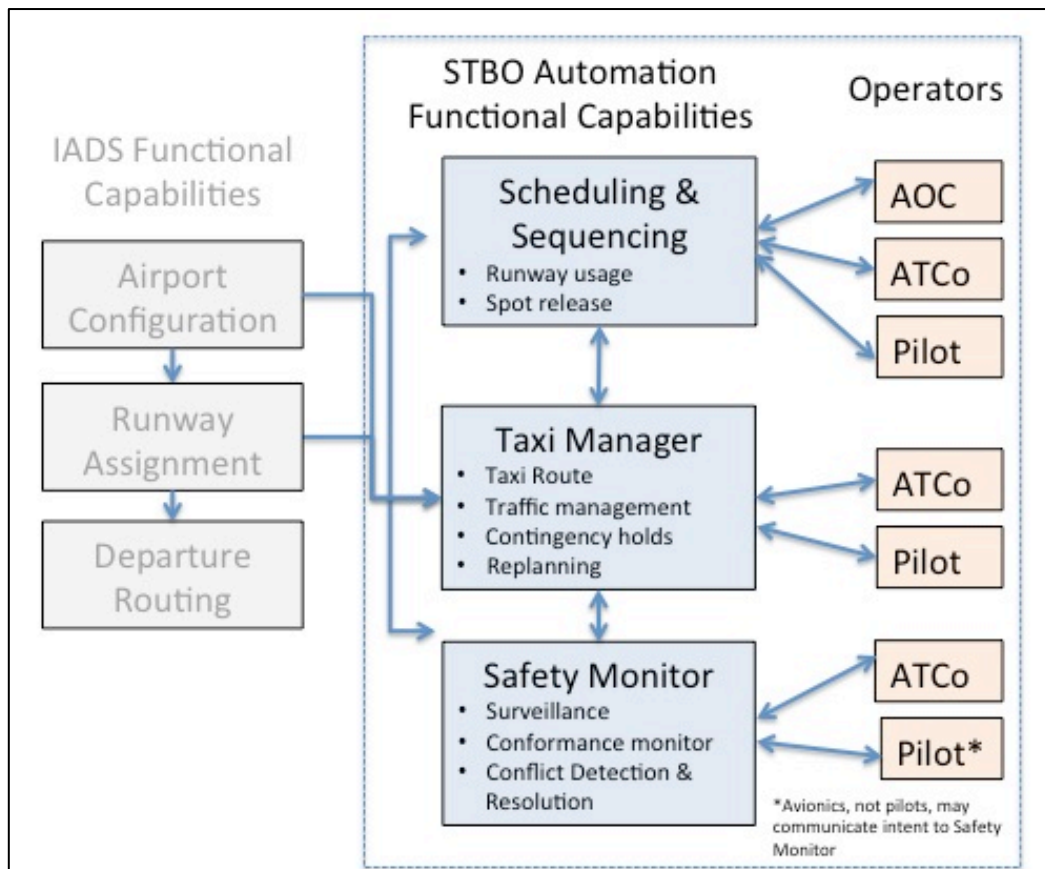 IADS Functional
Capabilities
Airport
Configuration
Runway
Assignment
Departure
Routing
STBO Automation
Functional Capabilities
Scheduling &
Sequencing
• Runway usage
• Spot release
Taxi Manager
• Taxi Route
• Traffic management
• Contingency holds
• Replanning
Safety Monitor
• Surveillance
• Conformance monitor
• Conflict Detection &
Resolution
Operators
AOC
ATCo
Pilot
ATCo
Pilot
ATCo
Pilot*
*Avionics, not pilots, may
communicate intent to Safety
Monitor